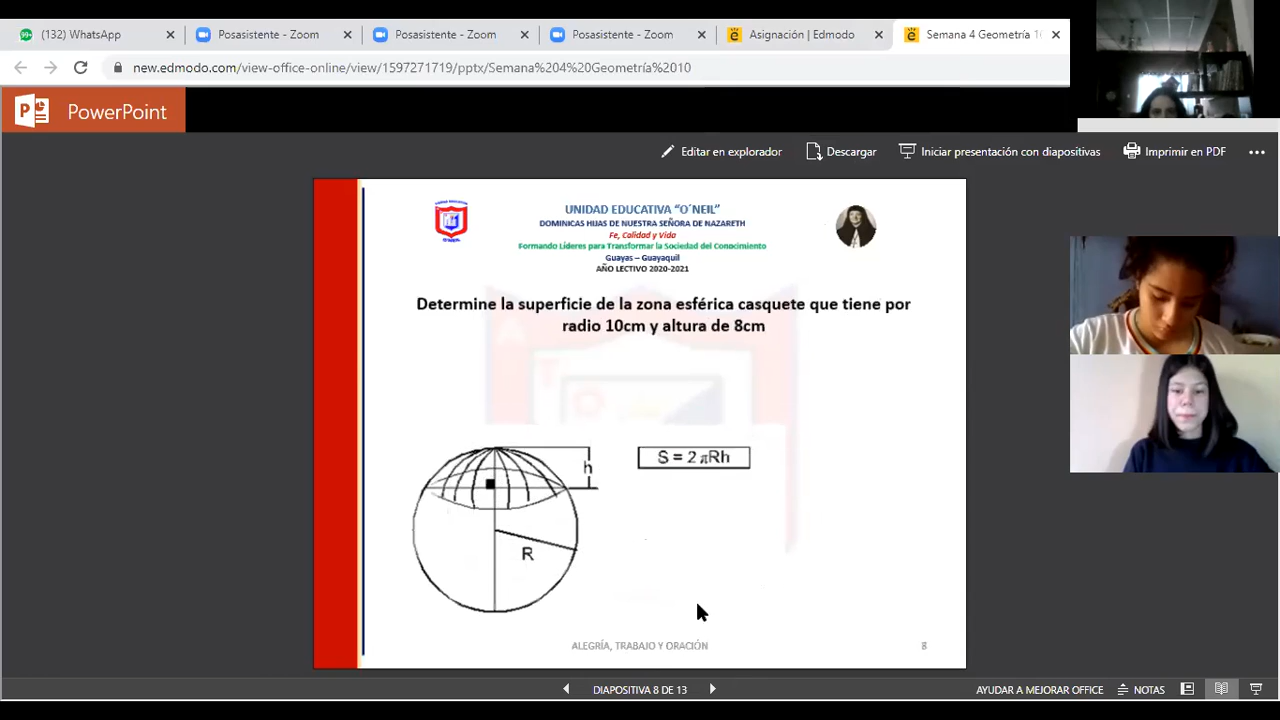 (132) WhatsApp
Posasistente - Zoom
Posasistente - Zoom
Posasistente - Zoom
Asignación | Edmodo
Semana 4 Geometría 10
new.edmodo.com/view-office-online/view/1597271719/pptx/Semana%204%20Geometría%2010
PowerPoint
Editar en explorador
Descargar
Iniciar presentación con diapositivas
Imprimir en PDF
UNIDAD EDUCATIVA “O´NEIL”
DOMINICAS HIJAS DE NUESTRA SEÑORA DE NAZARETH
Fe, Calidad y Vida
Formando Líderes para Transformar la Sociedad del Conocimiento
Guayas – Guayaquil
AÑO LECTIVO 2020-2021
Determine la superficie de la zona esférica casquete que tiene por
radio 10cm y altura de 8cm
h
S = 2 πRh
R
ALEGRÍA, TRABAJO Y ORACIÓN
DIAPOSITIVA 8 DE 13
AYUDAR A MEJORAR OFFICE
NOTAS